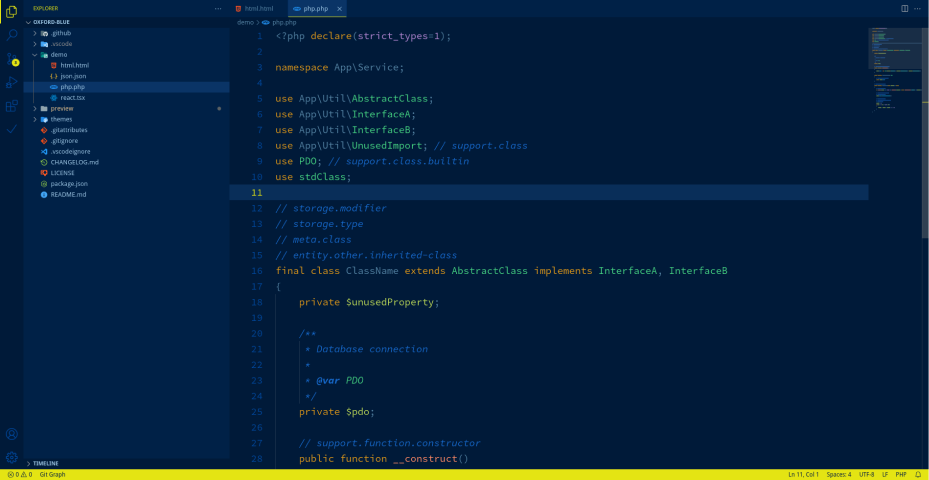 EXPLORER
OXFORD-BLUE
.github
.vscode
demo
html.html
json.json
php.php
react.tsx
preview
themes
.gitattributes
.gitignore
.vscodeignore
CHANGELOG.md
LICENSE
package.json
README.md
TIMELINE
html.html php.php
demo > php.php
1 <?php declare(strict_types=1);
2
3 namespace App\Service;
4
5 use App\Util\AbstractClass;
6 use App\Util\InterfaceA;
7 use App\Util\InterfaceB;
8 use App\Util\UnusedImport; // support.class
9 use PDO; // support.class.builtin
10 use stdClass;
11
12 // storage.modifier
13 // storage.type
14 // meta.class
15 // entity.other.inherited-class
16 final class ClassName extends AbstractClass implements InterfaceA, InterfaceB
17 {
18 private $unusedProperty;
19
20 /**
21 * Database connection
22 *
23 * @var PDO
24 */
25 private $pdo;
26
27 // support.function.constructor
28 public function __construct()
0 0 Git Graph
Ln 11, Col 1 Spaces: 4 UTF-8 LF PHP